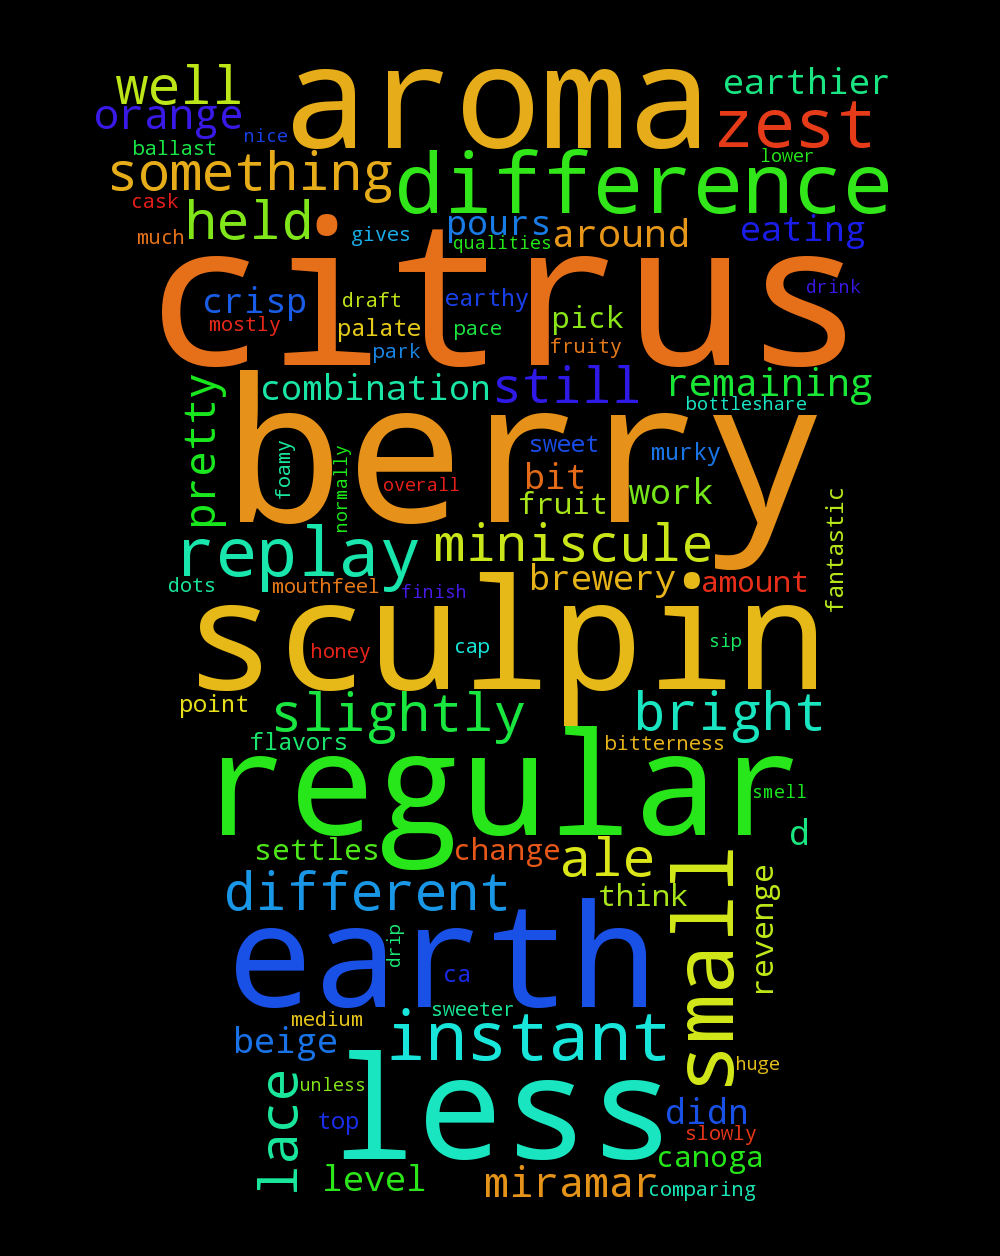 aroma
well
earthier
orange
zest
nice
ballast
lower
something
difference
cask
held
pours
much
gives
qualities
around
eating
citrus
crisp
draft
earthy
drink
mostly
palate
pace
pick
park
fruity
combination
still
remaining
bottleshare
pretty
berry
foamy
normally
sweet
murky
overall
bit
fruit
work
fantastic
replay
miniscule
dots
mouthfeel
finish
brewery
amount
sculpin
honey
cap
sip
point
slightly
bright
flavors
bitterness
regular
smell
d
settles
change
ale
different
think
small
revenge
earth
drip
ca
sweeter
medium
instant
beige
huge
less
lace
unless
top
didn
slowly
level
canoga
miramar
comparing